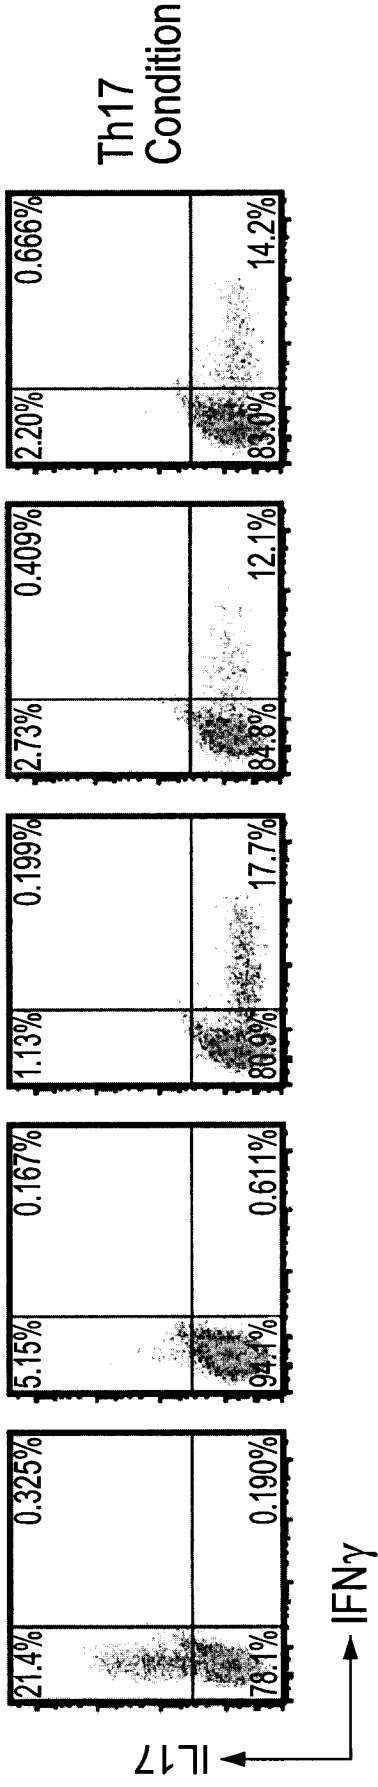 21.4% 0.325%
78.1% 0.190%
5.15% 0.167%
94.1% 0.611%
1.13% 0.199%
80.9% 17.7%
2.73% 0.409%
84.8% 12.1%
2.20% 0.666%
83.0% 14.2%
Th17
Condition
IL17
IFNγ